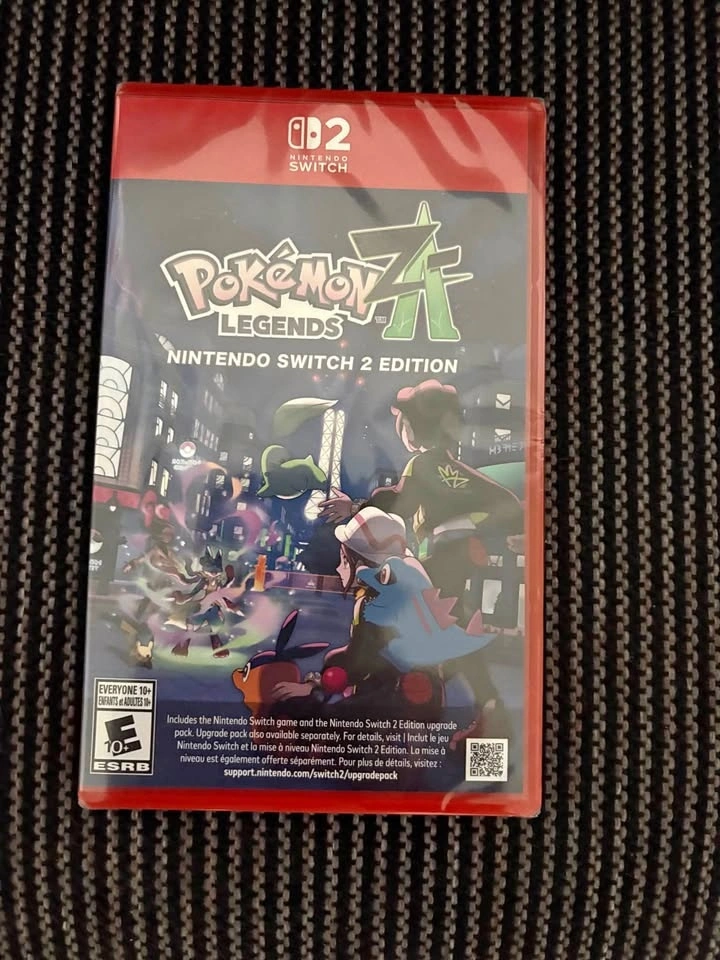 2
NINTENDO
SWITCH
POKéMON
LEGENDS
ZA
TM
NINTENDO SWITCH 2 EDITION
EVERYONE 10+
ENFANTS et ADULTES 10+
E
10+
ESRB
Includes the Nintendo Switch game and the Nintendo Switch 2 Edition upgrade
pack. Upgrade pack also available separately. For details, visit | Inclut le jeu
Nintendo Switch et la mise à niveau Nintendo Switch 2 Edition. La mise à
niveau est également offerte séparément. Pour plus de détails, visitez :
support.nintendo.com/switch2/upgradepack